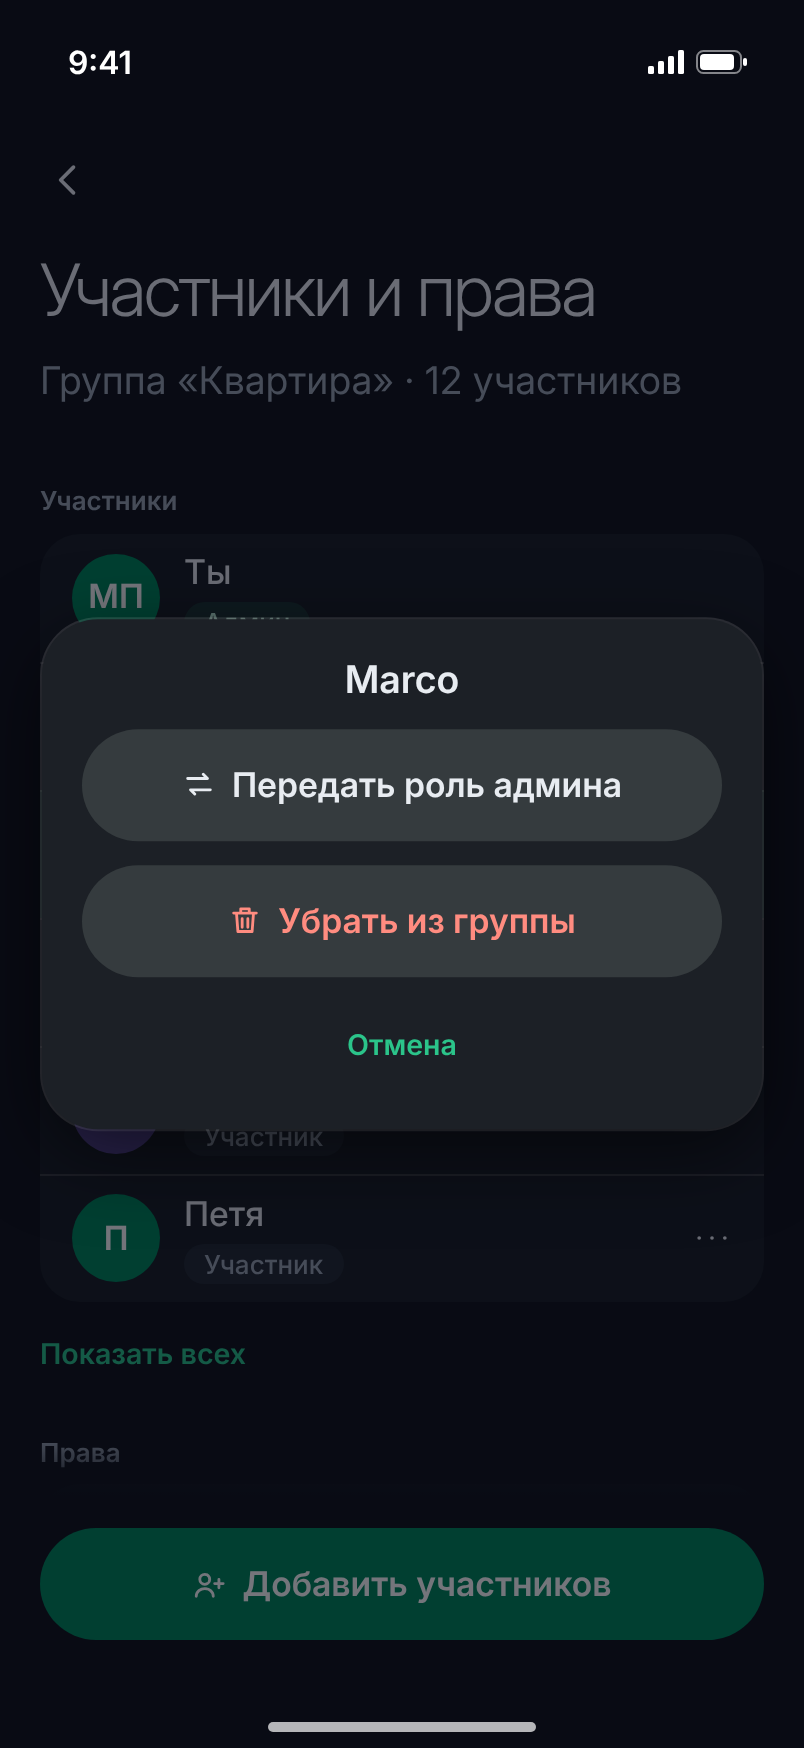 9:41
Участники и права
Группа «Квартира» · 12 участников
Участники
МП
Ты
Marco
Передать роль админа
Убрать из группы
Отмена
Участник
П
Петя
Участник
...
Показать всех
Права
Добавить участников